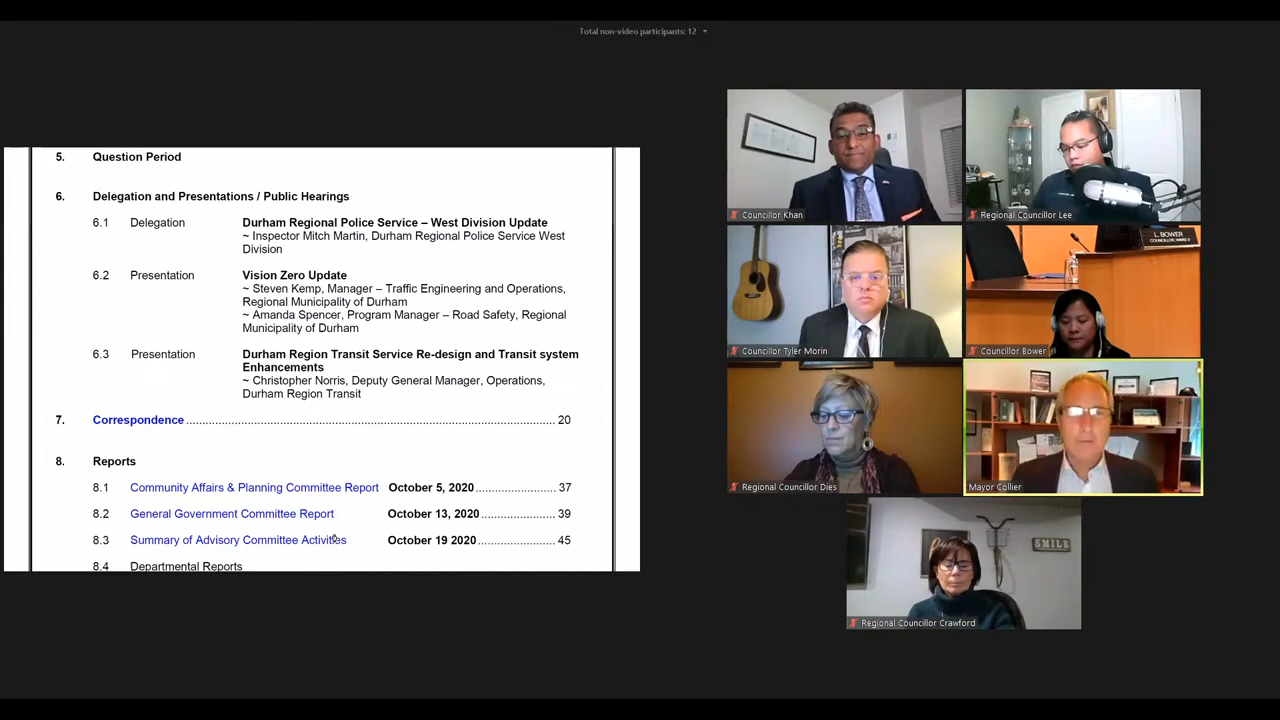 Total non-video participants: 12
5. Question Period
6. Delegation and Presentations / Public Hearings
6.1 Delegation Durham Regional Police Service – West Division Update
~ Inspector Mitch Martin, Durham Regional Police Service West
Division
6.2 Presentation Vision Zero Update
~ Steven Kemp, Manager – Traffic Engineering and Operations,
Regional Municipality of Durham
~ Amanda Spencer, Program Manager – Road Safety, Regional
Municipality of Durham
6.3 Presentation Durham Region Transit Service Re-design and Transit system
Enhancements
~ Christopher Norris, Deputy General Manager, Operations,
Durham Region Transit
7. Correspondence 20
8. Reports
8.1 Community Affairs & Planning Committee Report October 5, 2020 37
8.2 General Government Committee Report October 13, 2020 39
8.3 Summary of Advisory Committee Activities October 19 2020 45
8.4 Departmental Reports
Councillor Khan
Regional Councillor Lee
Councillor Tyler Morin
L. BOWER
COUNCILLOR, WARD 3
Councillor Bower
Regional Councillor Dies
Mayor Collier
SMILE
Regional Councillor Crawford